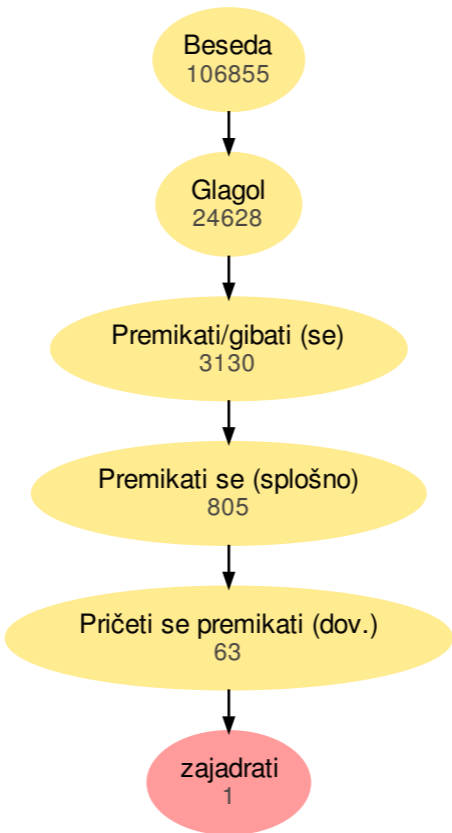 Beseda
106855
Glagol
24628
Premikati/gibati (se)
3130
Premikati se (splošno)
805
Pričeti se premikati (dov.)
63
zajadrati
1